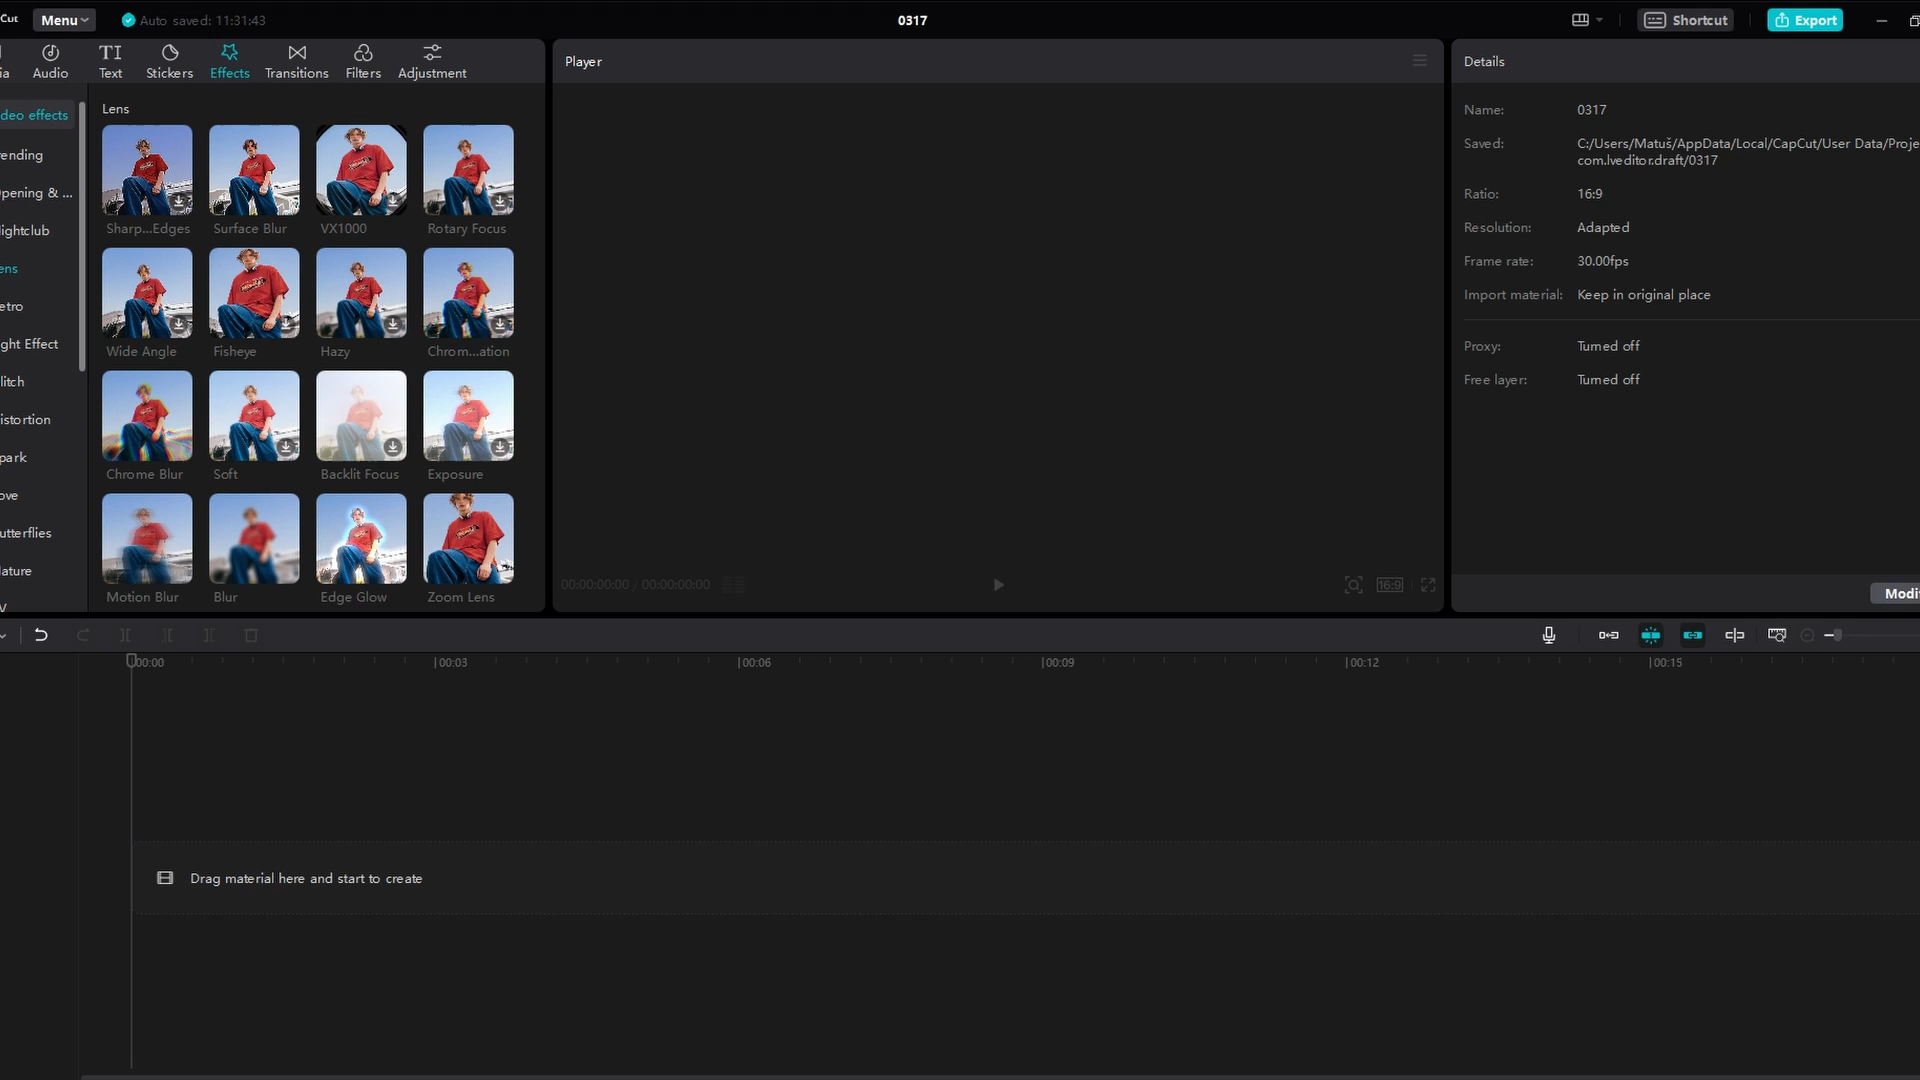 Cut Menu Auto saved: 11:31:43 0317 Shortcut Export
ia Audio Text Stickers Effects Transitions Filters Adjustment
deo effects
ending
pening & ...
ightclub
ens
etro
ght Effect
litch
istortion
park
ove
utterflies
ature
V
Lens
Sharp...Edges Surface Blur VX1000 Rotary Focus
Wide Angle Fisheye Hazy Chrom...ation
Chrome Blur Soft Backlit Focus Exposure
Motion Blur Blur Edge Glow Zoom Lens
Player
00:00:00:00 / 00:00:00:00 16:9
Details
Name: 0317
Saved: C:/Users/Matuš/AppData/Local/CapCut/User Data/Proje
com.lveditor.draft/0317
Ratio: 16:9
Resolution: Adapted
Frame rate: 30.00fps
Import material: Keep in original place
Proxy: Turned off
Free layer: Turned off
Modi
00:00 00:03 00:06 00:09 00:12 00:15
Drag material here and start to create